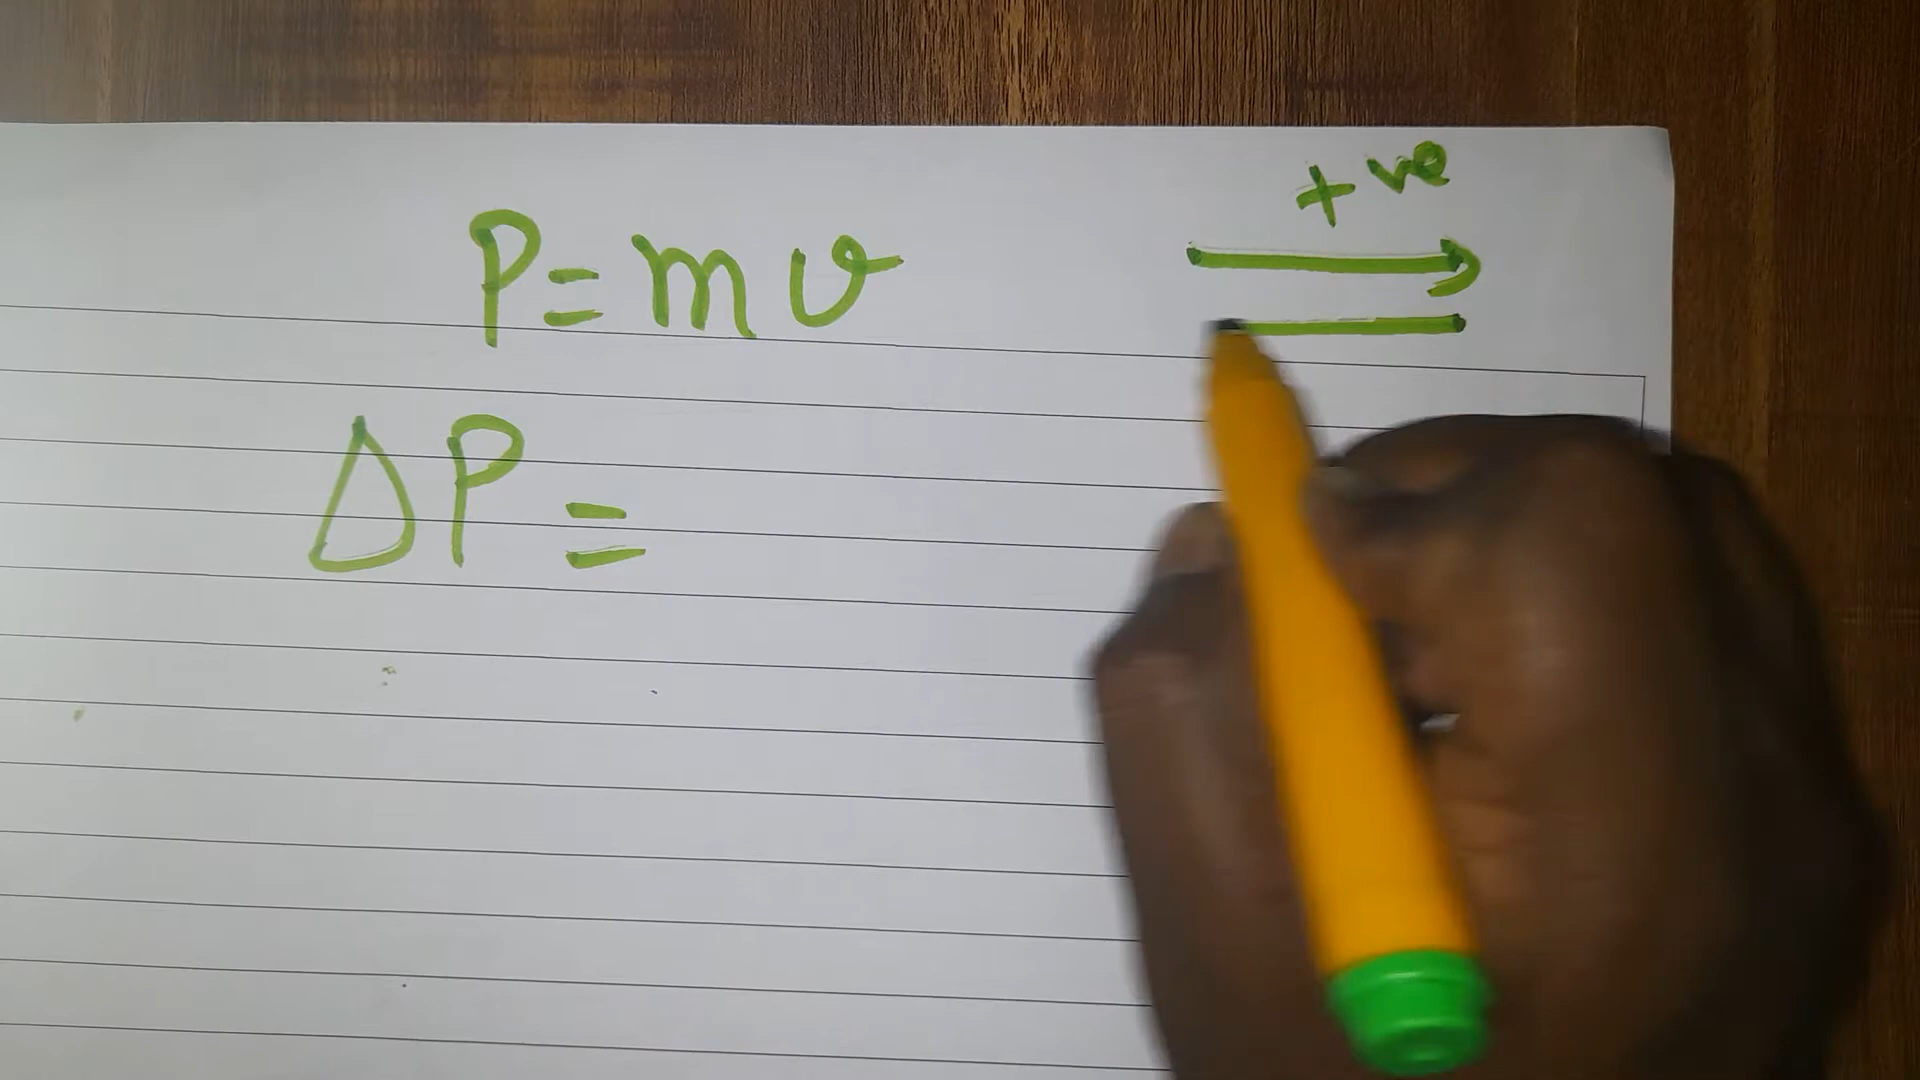 +ve
P=mv
ΔP=